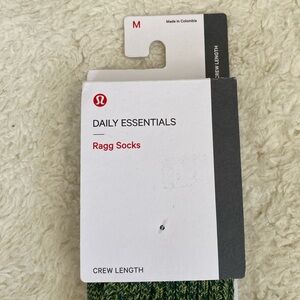 M
Made in Colombia
CREW LENGTH
DAILY ESSENTIALS
Ragg Socks
CREW LENGTH